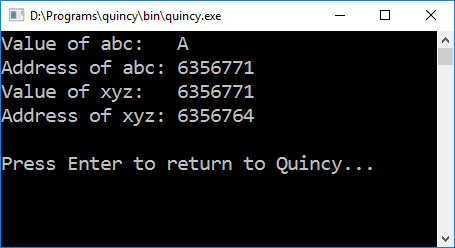 D:\Programs\quincy\bin\quincy.exe
Value of abc:   A
Address of abc: 6356771
Value of xyz:   6356771
Address of xyz: 6356764
Press Enter to return to Quincy...